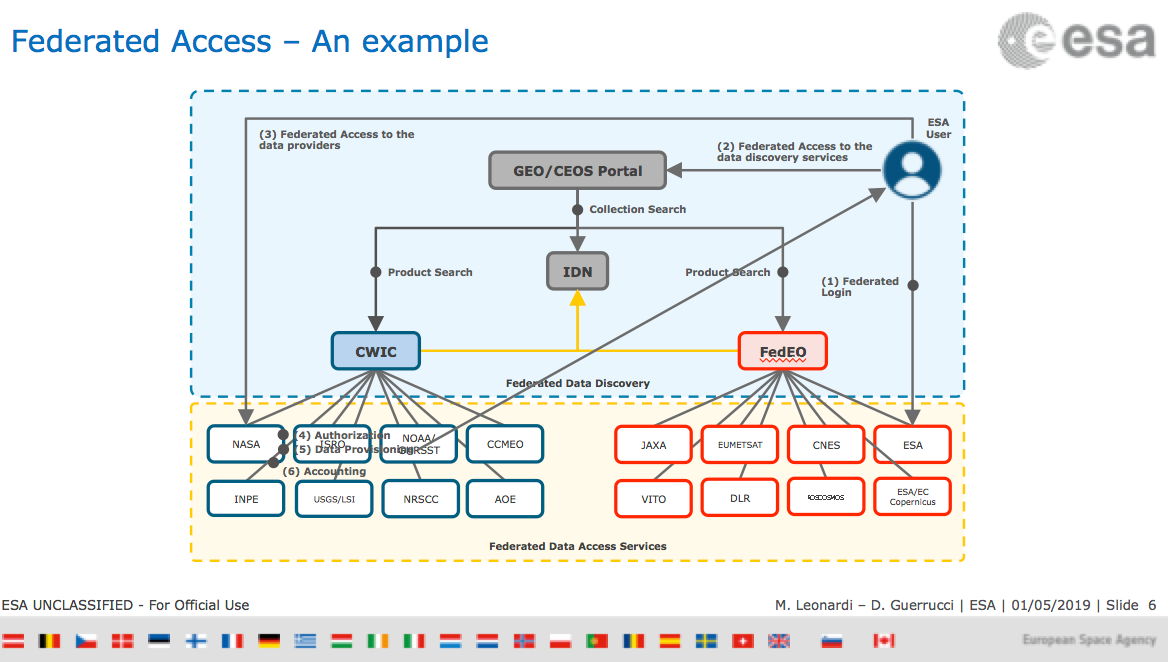 Federated Access – An example
esa
ESA
User
(3) Federated Access to the
data providers
(2) Federated Access to the
data discovery services
GEO/CEOS Portal
Collection Search
IDN
Product Search
Product Search
(1) Federated
Login
CWIC
FedEO
Federated Data Discovery
NASA
ISRO
NOAA/
GHRSST
CCMEO
(4) Authorization
(5) Data Provisioning
(6) Accounting
JAXA
EUMETSAT
CNES
ESA
INPE
USGS/LSI
NRSCC
AOE
VITO
DLR
ROSCOSMOS
ESA/EC
Copernicus
Federated Data Access Services
ESA UNCLASSIFIED - For Official Use
M. Leonardi – D. Guerrucci | ESA | 01/05/2019 | Slide 6
European Space Agency